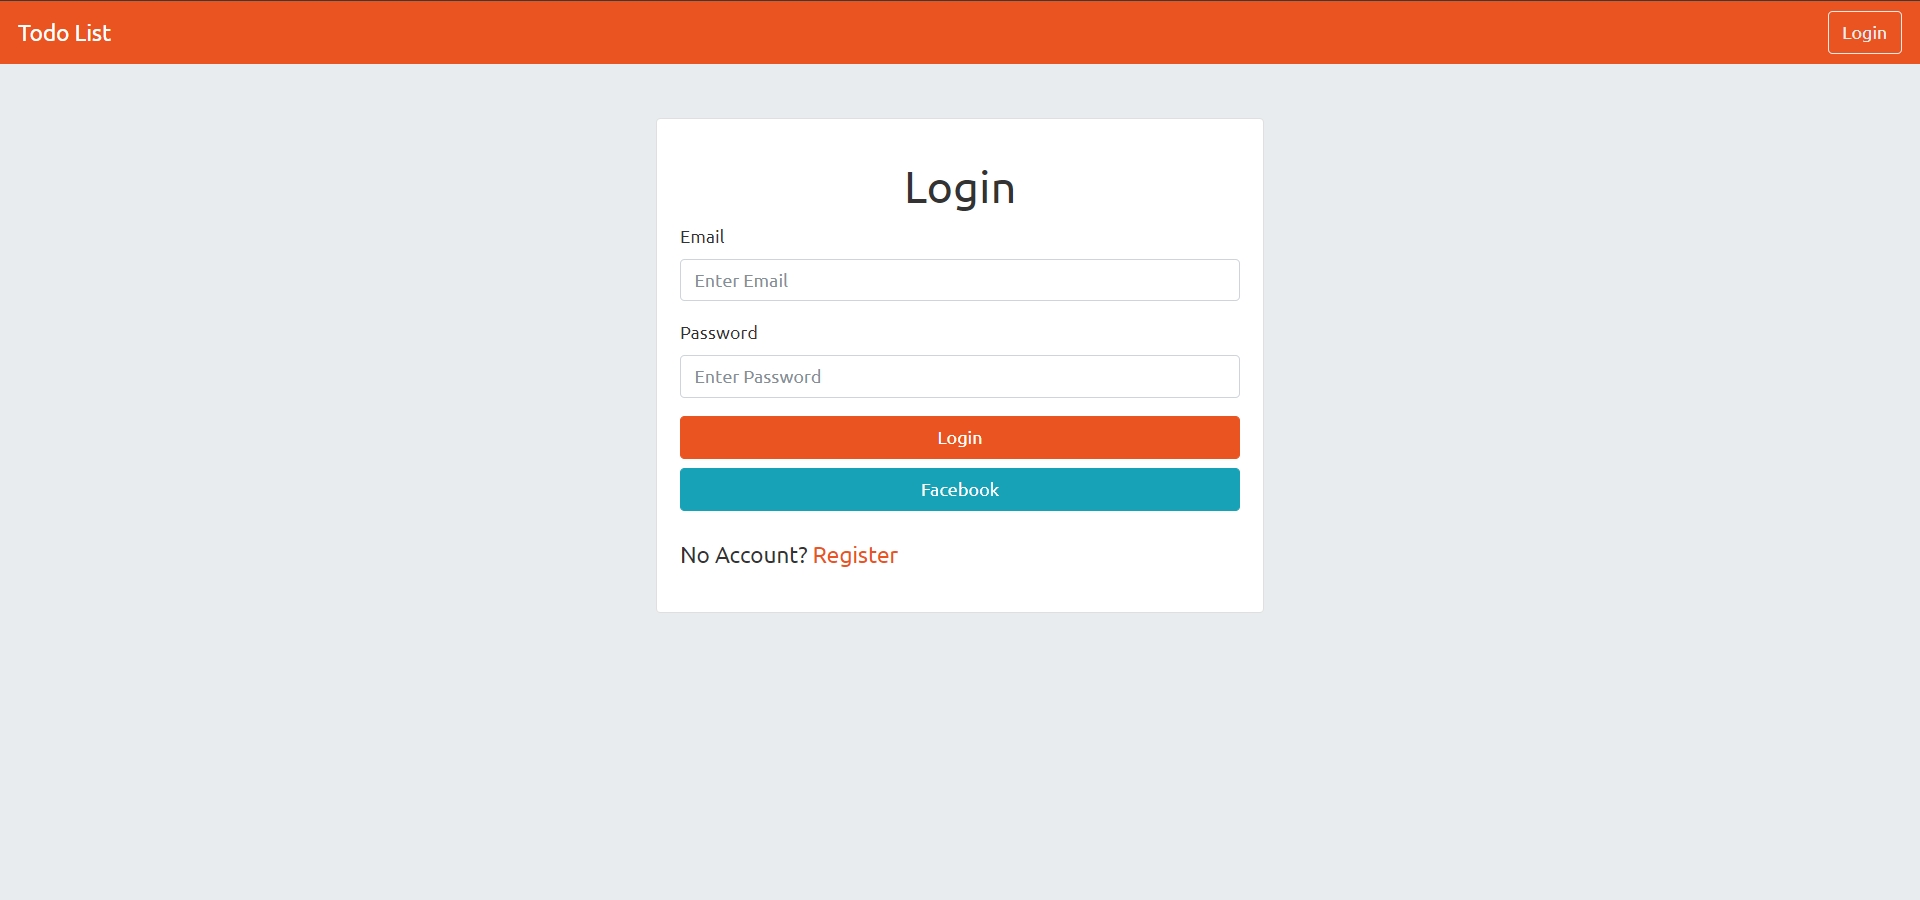 Todo List
Login
Login
Email
Enter Email
Password
Enter Password
Login
Facebook
No Account? Register